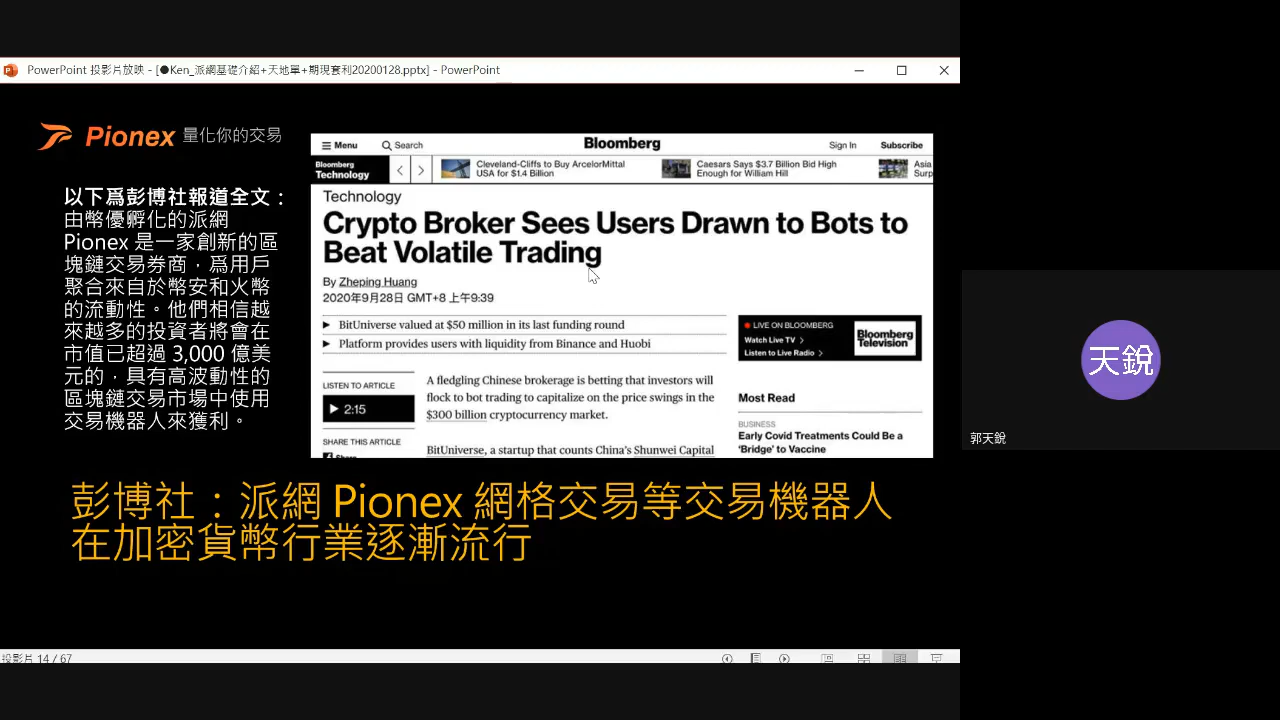 PowerPoint 投影片放映 - [●Ken_派網基礎介紹+天地單+期現套利20200128.pptx] - PowerPoint
Pionex 量化你的交易
以下爲彭博社報道全文：
由幣優孵化的派網
Pionex 是一家創新的區
塊鏈交易券商，爲用戶
聚合來自於幣安和火幣
的流動性。他們相信越
來越多的投資者將會在
市值已超過 3,000 億美
元的，具有高波動性的
區塊鏈交易市場中使用
交易機器人來獲利。
Menu
Search
Bloomberg
Sign In
Subscribe
Bloomberg
Technology
Cleveland-Cliffs to Buy ArcelorMittal
USA for $1.4 Billion
Caesars Says $3.7 Billion Bid High
Enough for William Hill
Asia
Surp
Technology
Crypto Broker Sees Users Drawn to Bots to
Beat Volatile Trading
By Zheping Huang
2020年9月28日 GMT+8 上午9:39
BitUniverse valued at $50 million in its last funding round
Platform provides users with liquidity from Binance and Huobi
LIVE ON BLOOMBERG
Watch Live TV
Listen to Live Radio
Bloomberg
Television
LISTEN TO ARTICLE
2:15
SHARE THIS ARTICLE
Share
A fledgling Chinese brokerage is betting that investors will
flock to bot trading to capitalize on the price swings in the
$300 billion cryptocurrency market.
BitUniverse, a startup that counts China's Shunwei Capital
Most Read
BUSINESS
Early Covid Treatments Could Be a
‘Bridge’ to Vaccine
彭博社：派網 Pionex 網格交易等交易機器人
在加密貨幣行業逐漸流行
投影片 14 / 67
天銳
郭天銳